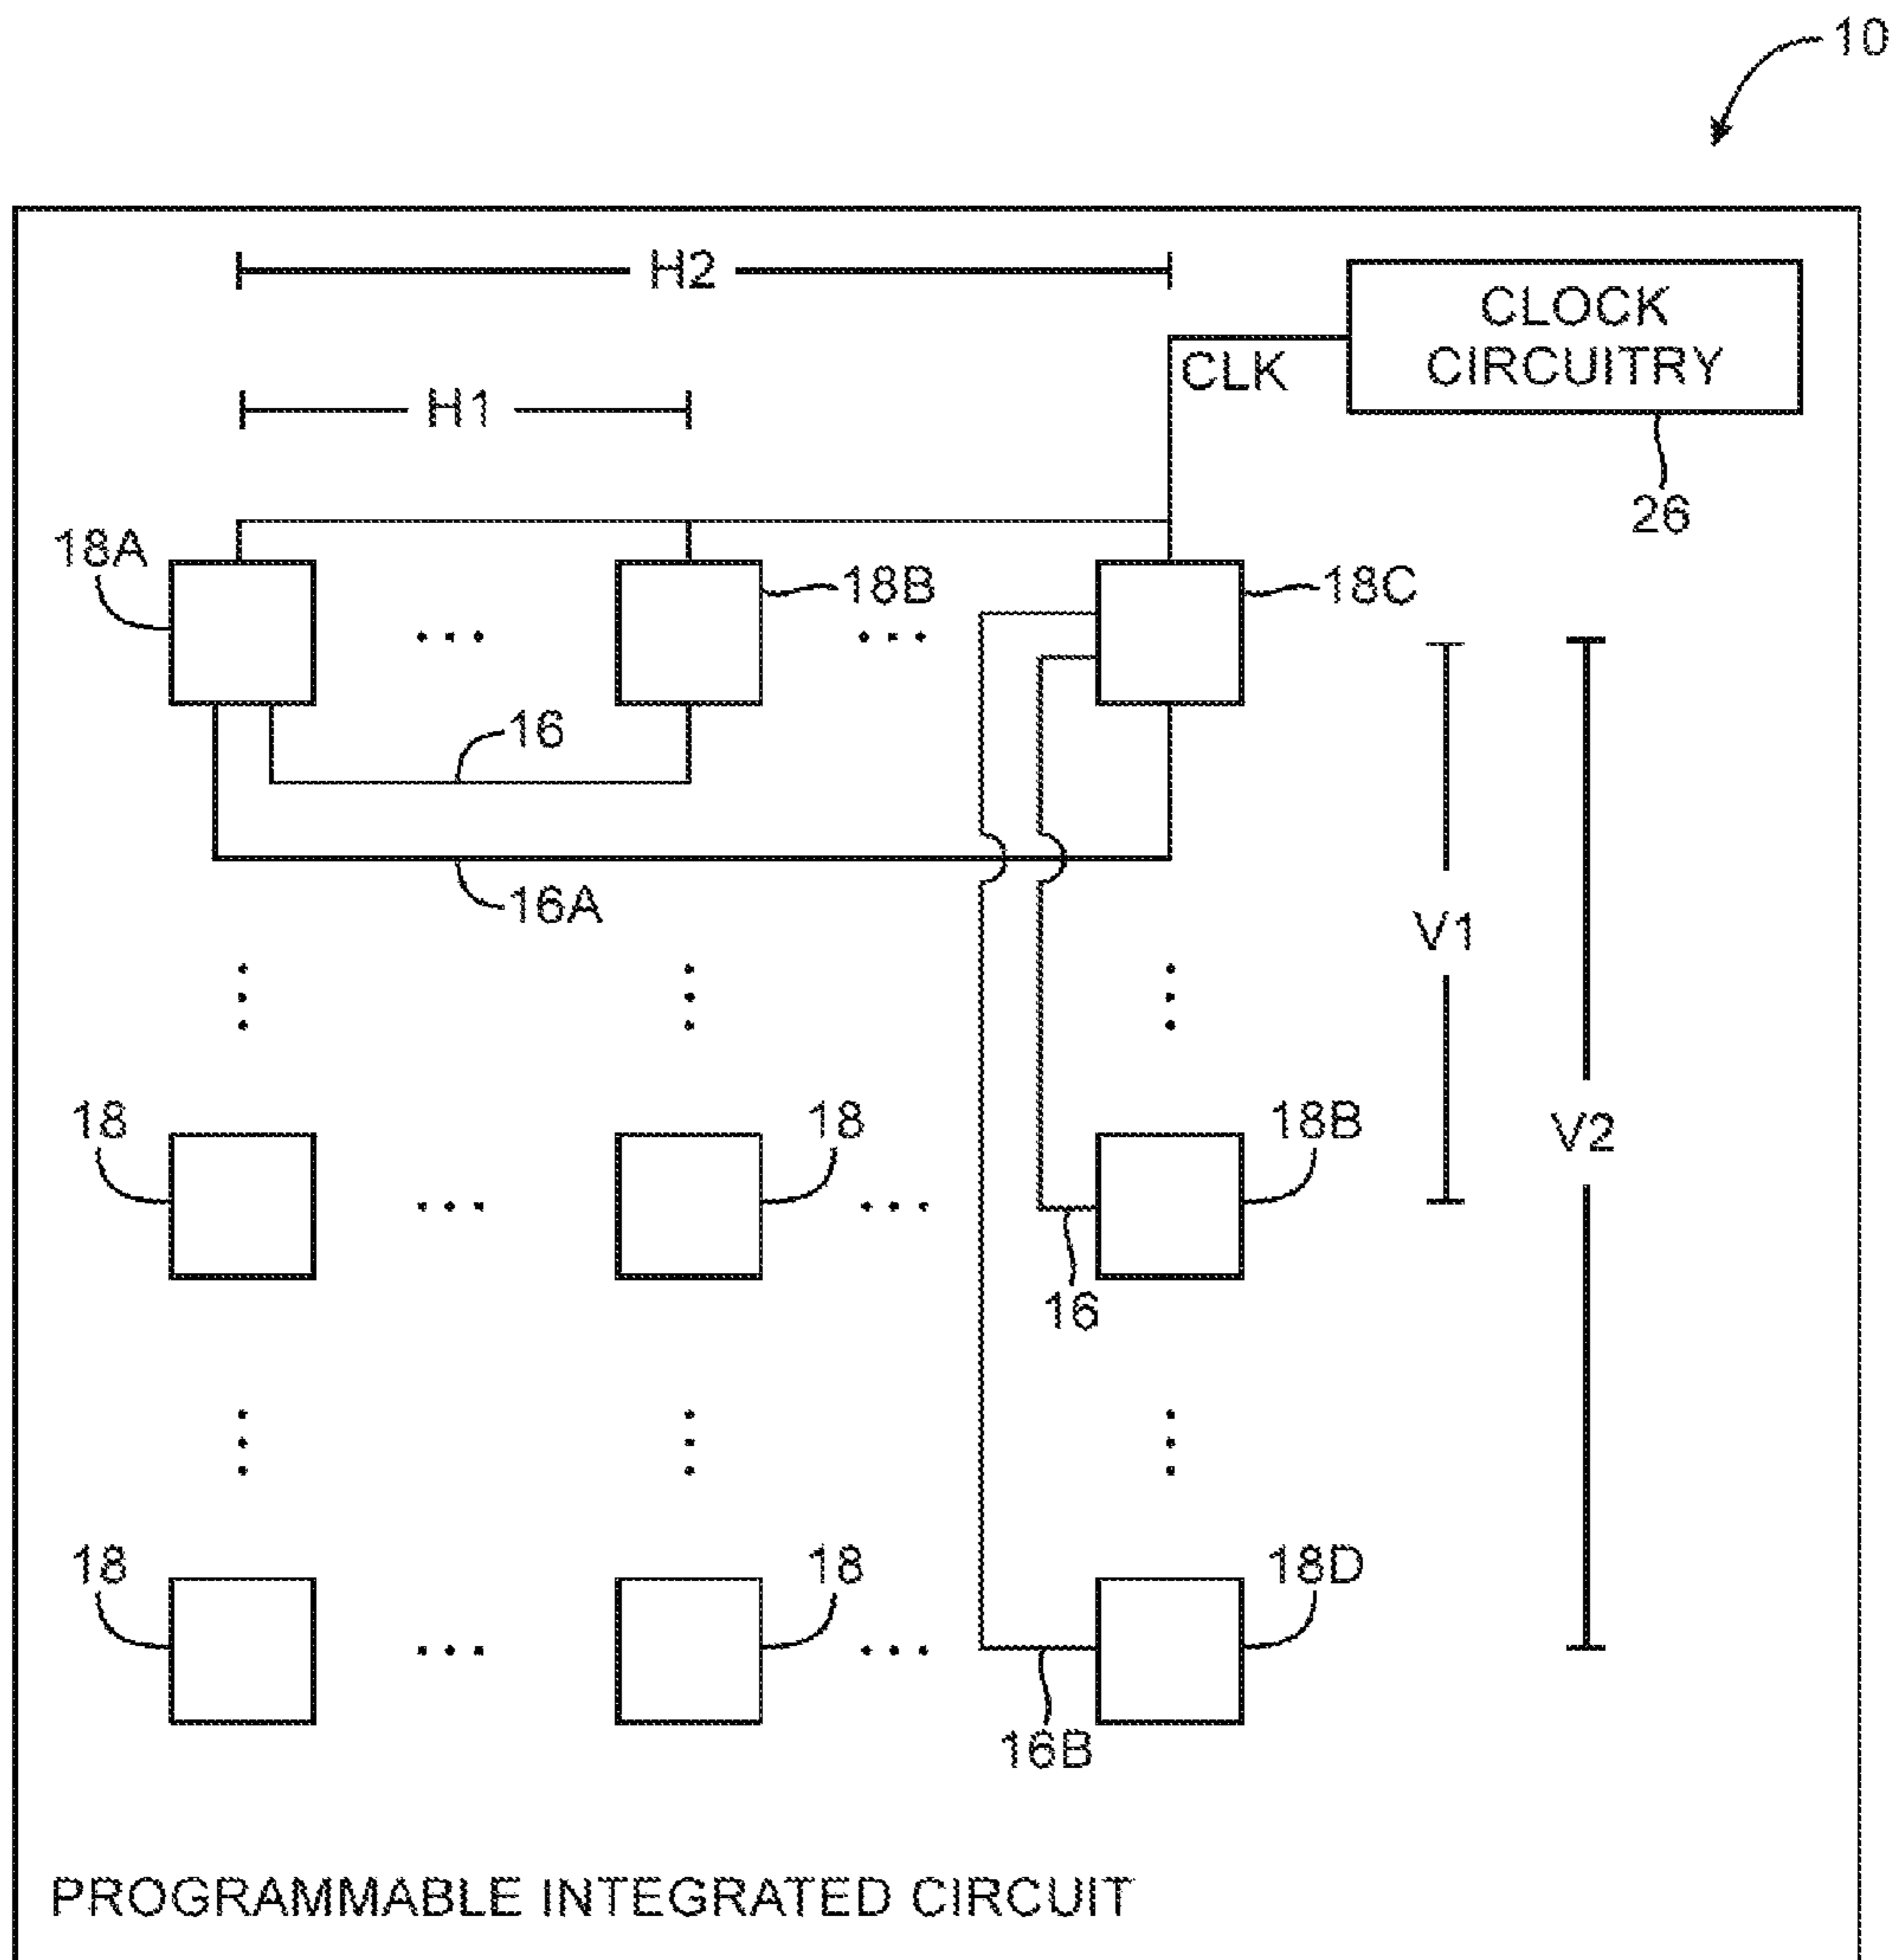 10
H2
CLOCK
CIRCUITRY
CLK
H1
26
18A
18B
18C
16
16A
V1
18
18
18B
V2
16
18
18
18D
16B
PROGRAMMABLE INTEGRATED CIRCUIT